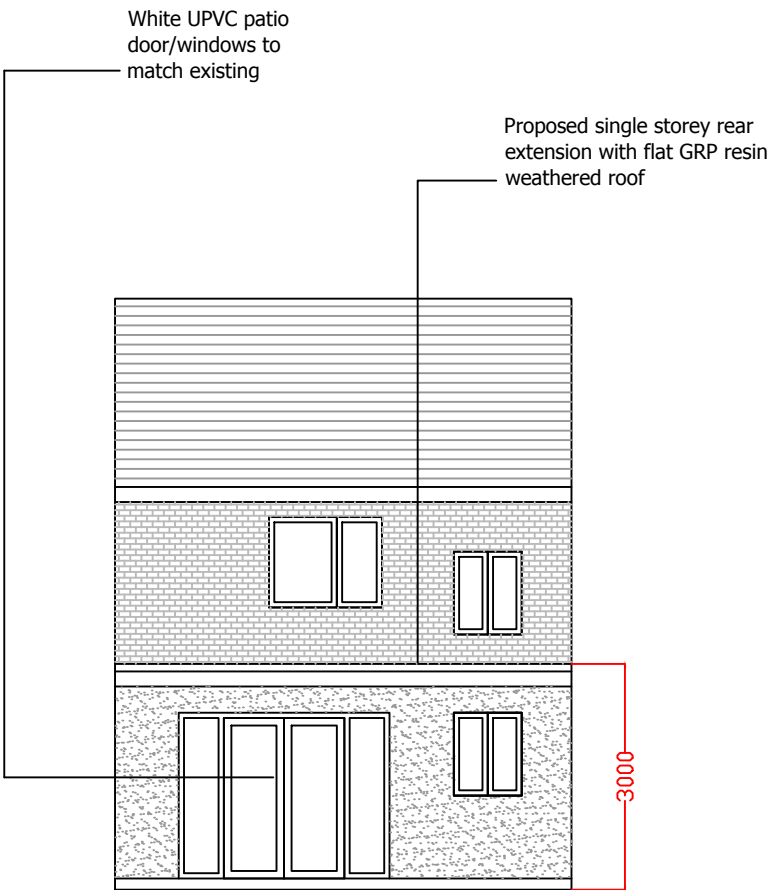 White UPVC patio
door/windows to
match existing
Proposed single storey rear
extension with flat GRP resin
weathered roof
3000